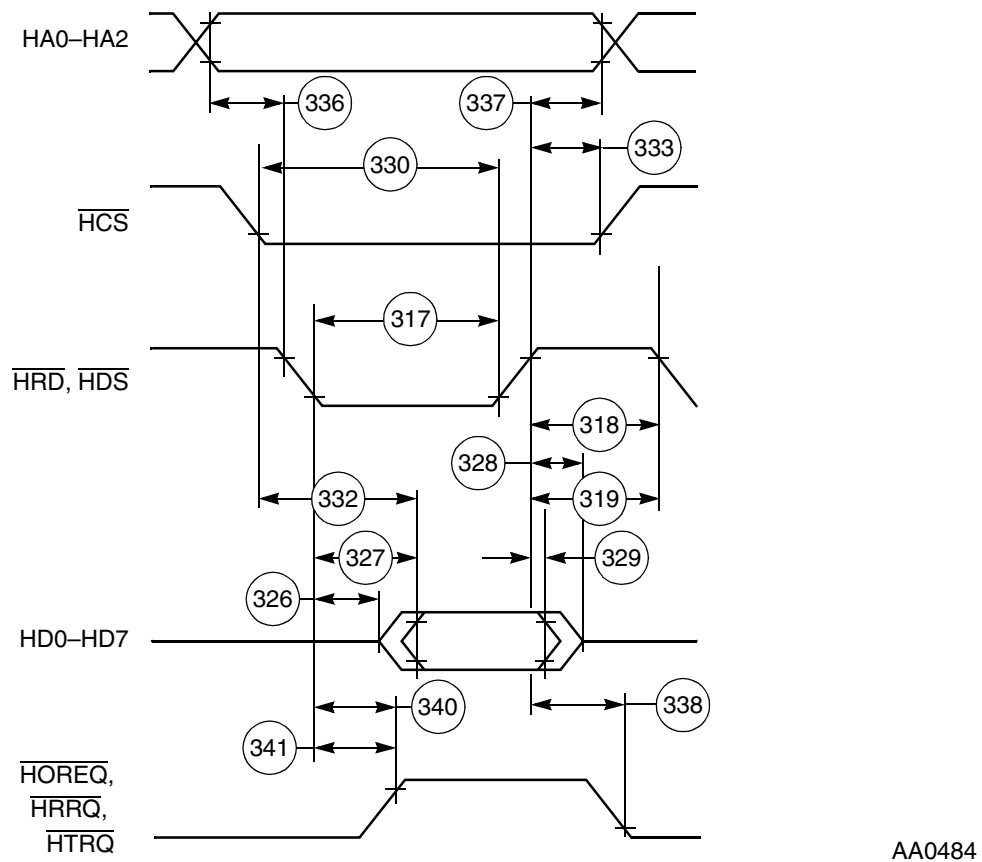 HA0–HA2
336
337
333
330
HCS
317
HRD, HDS
318
328
332
319
327
329
326
HD0–HD7
340
338
341
HOREQ,
HRRQ,
HTRQ
AA0484